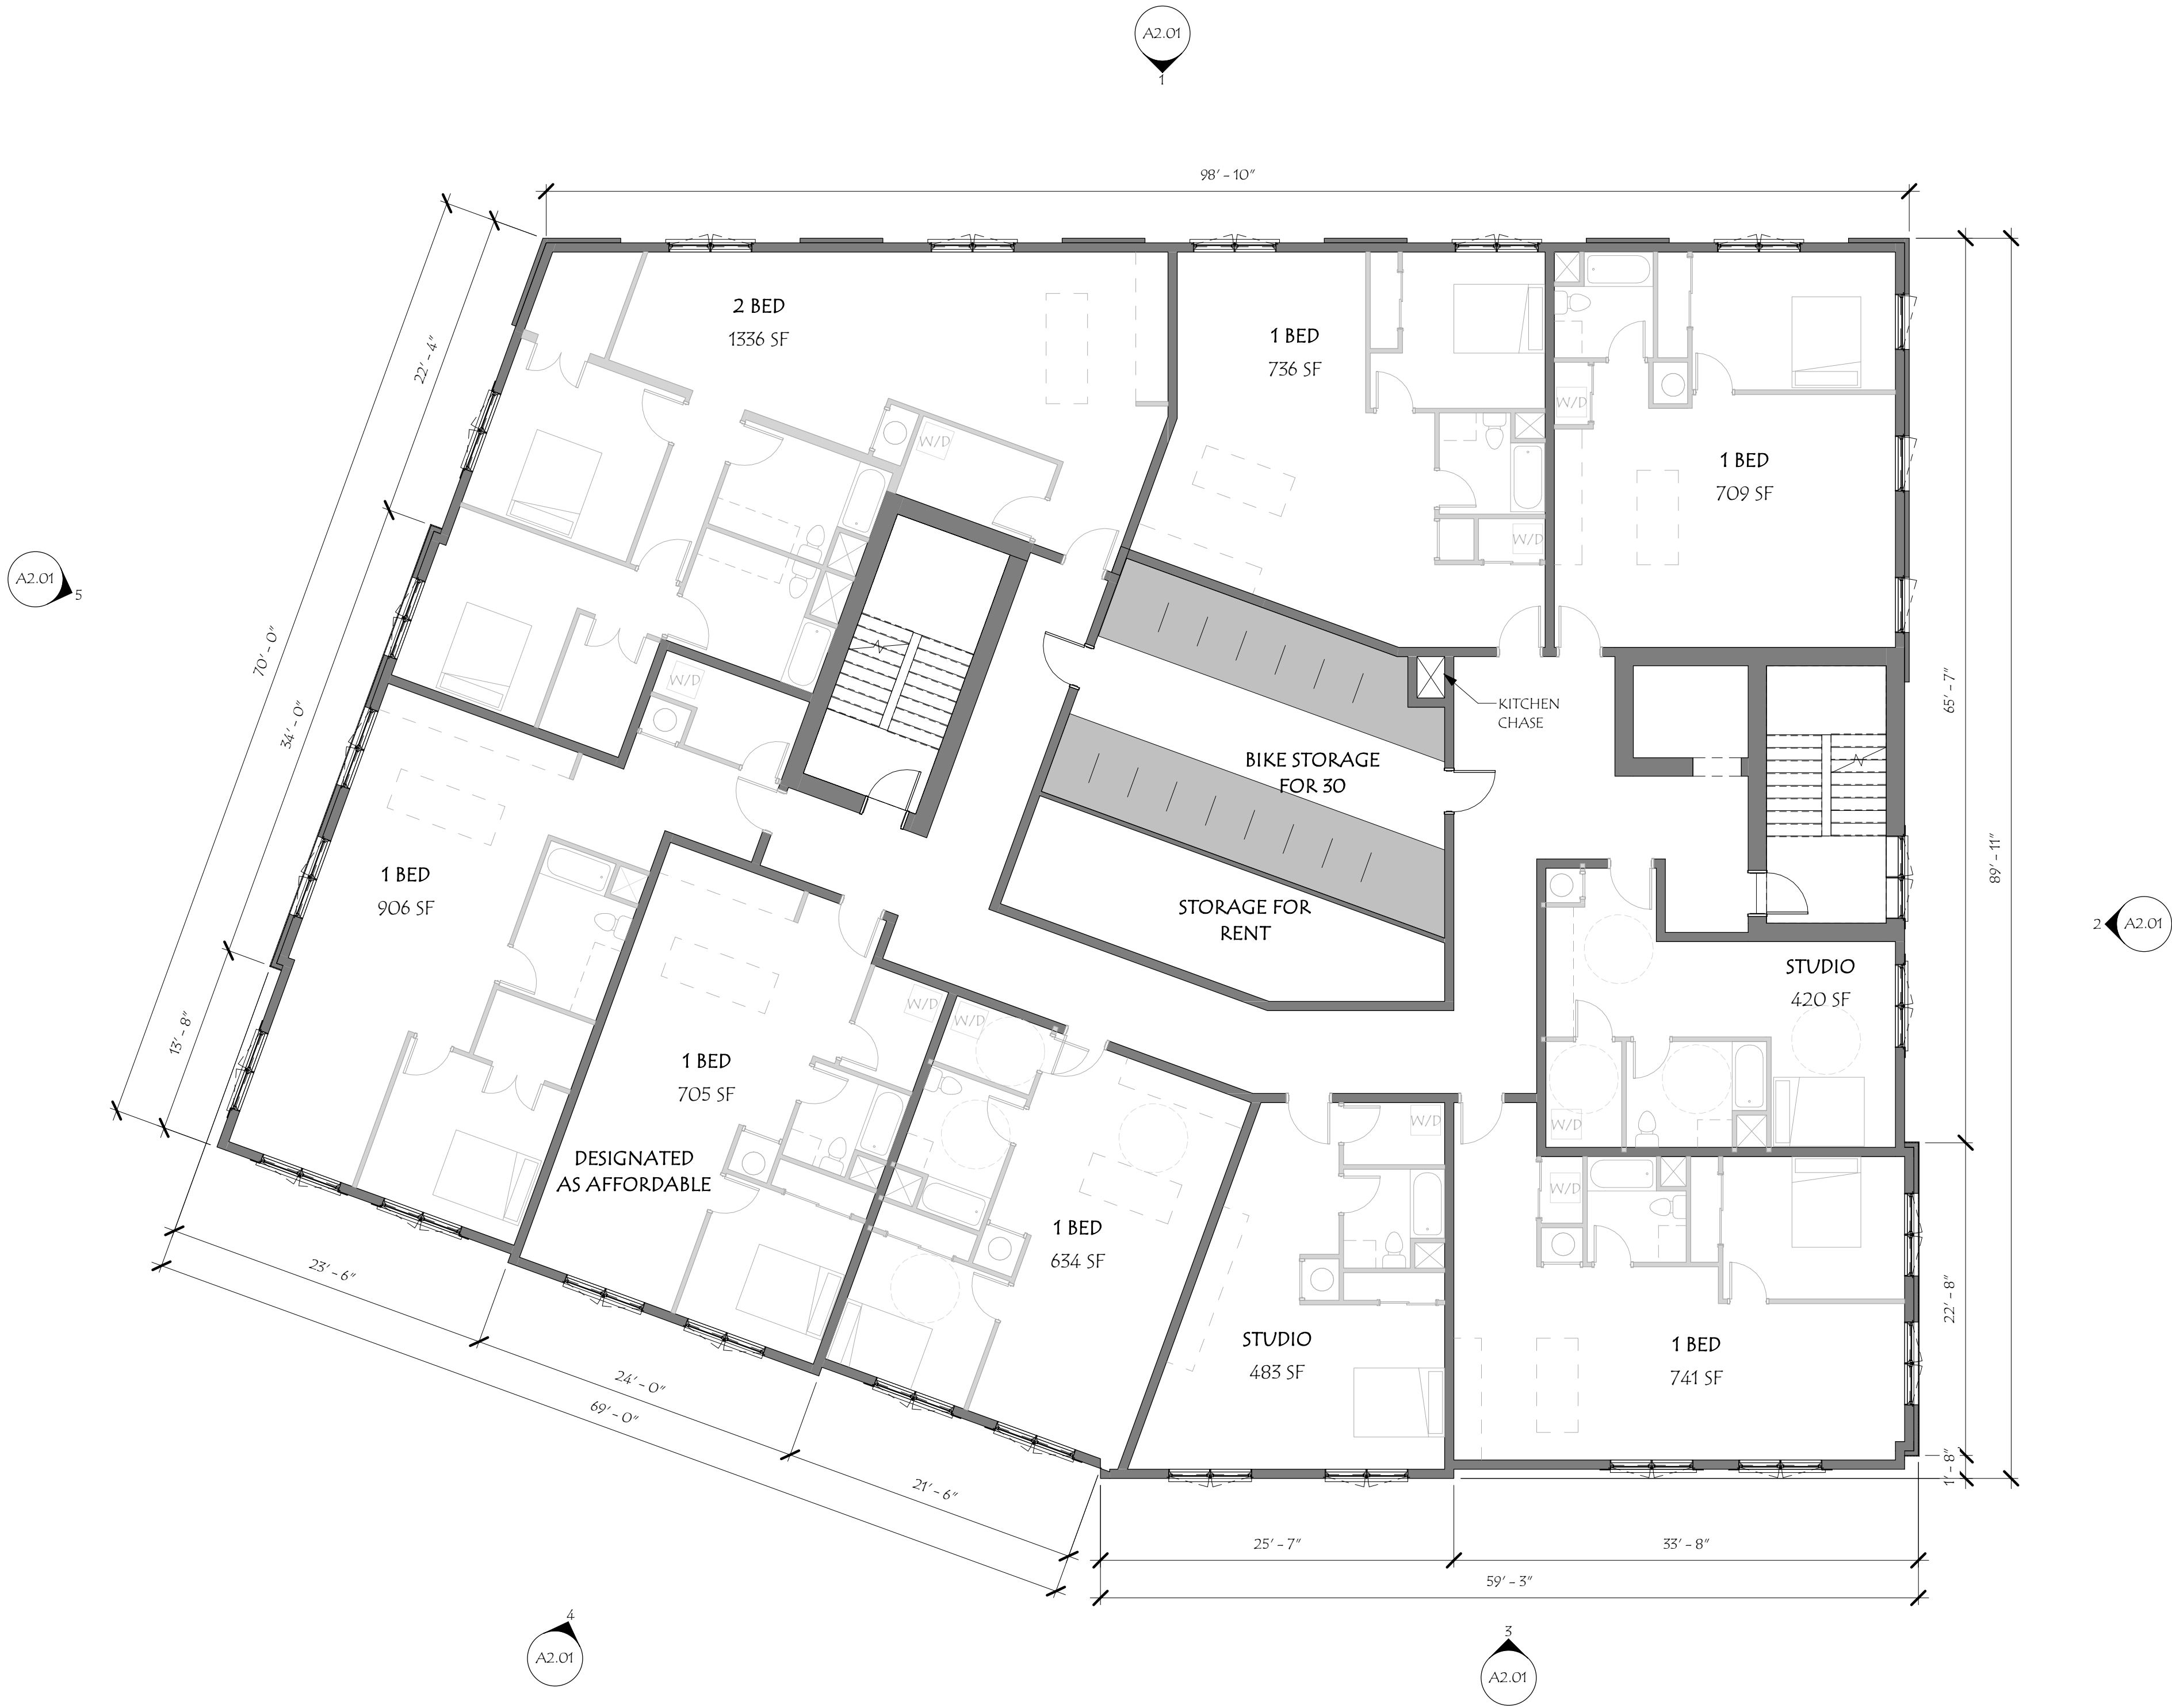 A2.01
1
98' - 10"
22' - 4"
70' - 0"
34' - 0"
13' - 8"
A2.01
5
2 BED
1336 SF
W/D
1 BED
736 SF
W/D
W/D
1 BED
709 SF
65' - 7"
89' - 11"
KITCHEN
CHASE
BIKE STORAGE
FOR 30
STORAGE FOR
RENT
W/D
1 BED
906 SF
2
A2.01
STUDIO
420 SF
W/D
W/D
1 BED
705 SF
DESIGNATED
AS AFFORDABLE
W/D
1 BED
634 SF
W/D
STUDIO
483 SF
W/D
1 BED
741 SF
22' - 8"
1' - 8"
23' - 6"
24' - 0"
69' - 0"
21' - 6"
25' - 7"
33' - 8"
59' - 3"
4
A2.01
3
A2.01